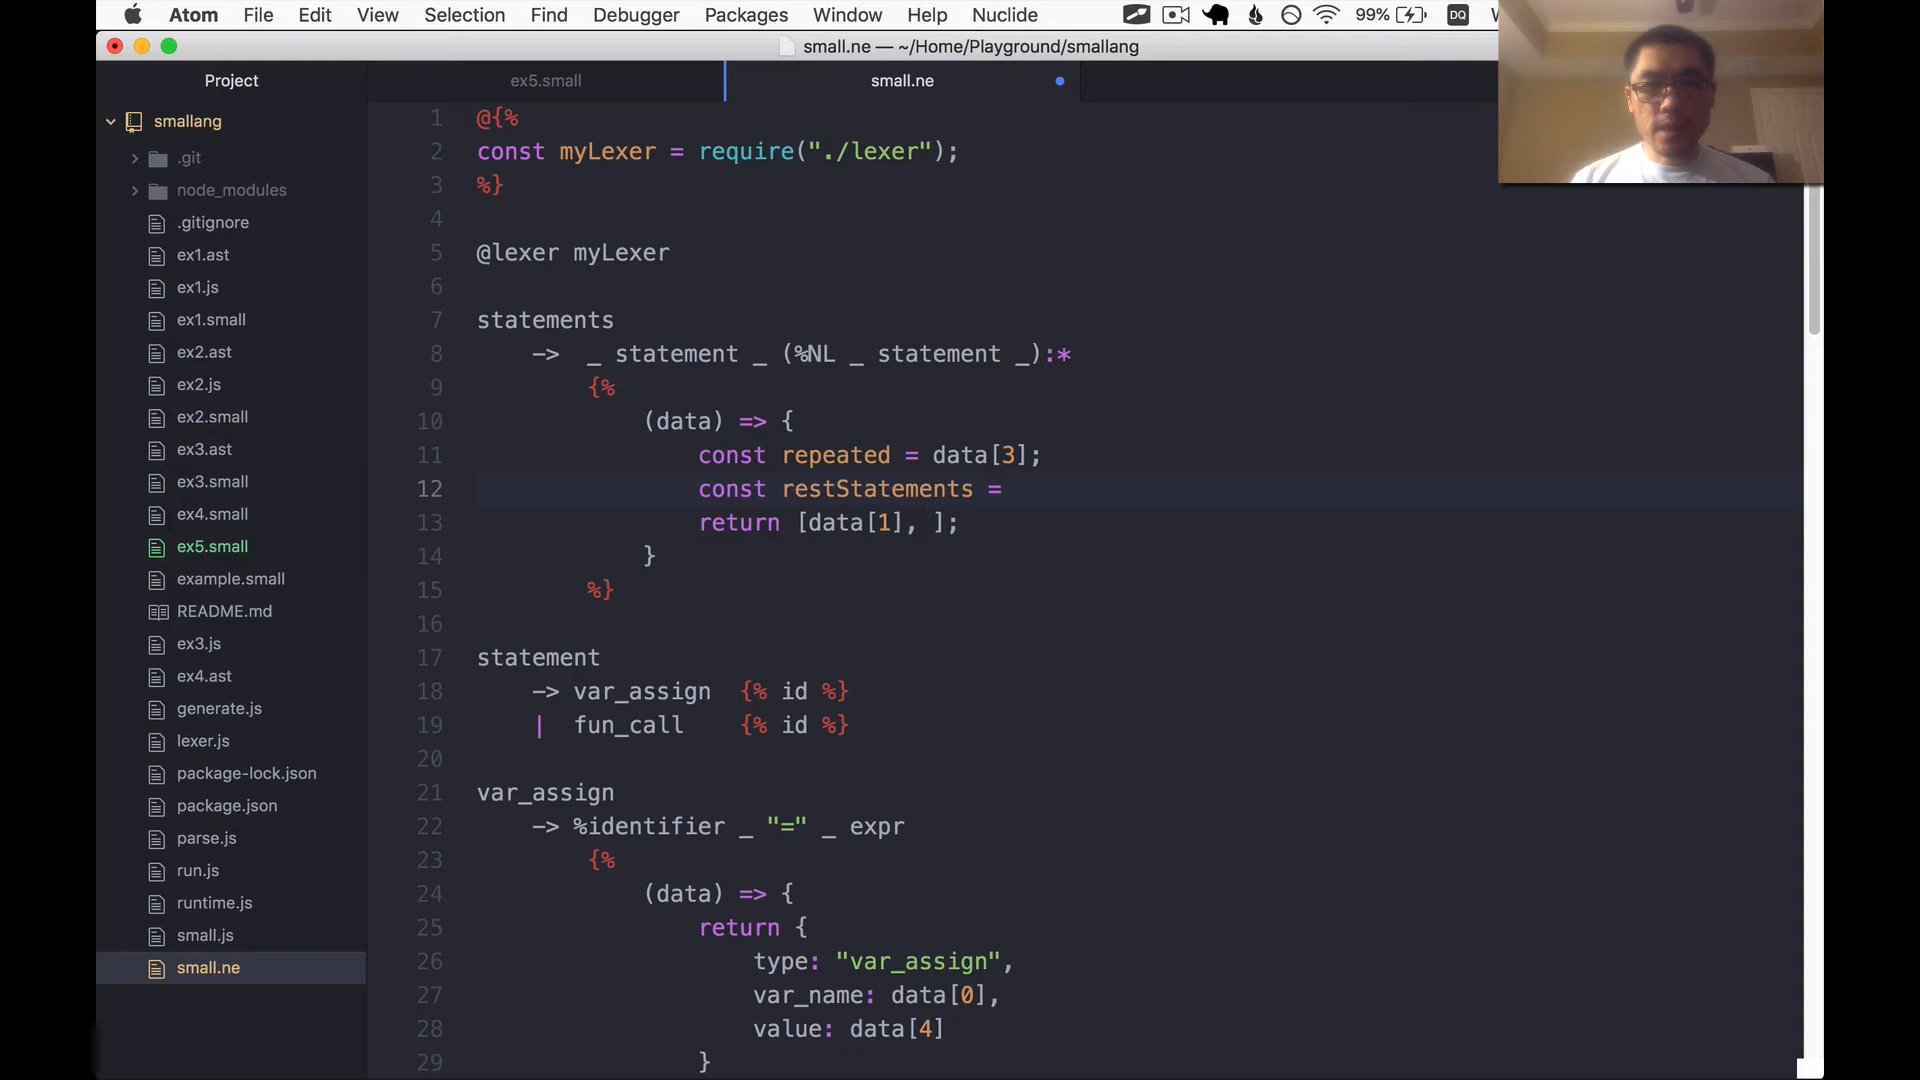 Atom File Edit View Selection Find Debugger Packages Window Help Nuclide 99% DQ
small.ne — ~/Home/Playground/smallang
Project
ex5.small
small.ne
smallang
.git
node_modules
.gitignore
ex1.ast
ex1.js
ex1.small
ex2.ast
ex2.js
ex2.small
ex3.ast
ex3.small
ex4.small
ex5.small
example.small
README.md
ex3.js
ex4.ast
generate.js
lexer.js
package-lock.json
package.json
parse.js
run.js
runtime.js
small.js
small.ne
1 @{%
2 const myLexer = require("./lexer");
3 %}
4
5 @lexer myLexer
6
7 statements
8 -> _ statement _ (%NL _ statement _):*
9 {%
10 (data) => {
11 const repeated = data[3];
12 const restStatements =
13 return [data[1], ];
14 }
15 %}
16
17 statement
18 -> var_assign {% id %}
19 | fun_call {% id %}
20
21 var_assign
22 -> %identifier _ "=" _ expr
23 {%
24 (data) => {
25 return {
26 type: "var_assign",
27 var_name: data[0],
28 value: data[4]
29 }